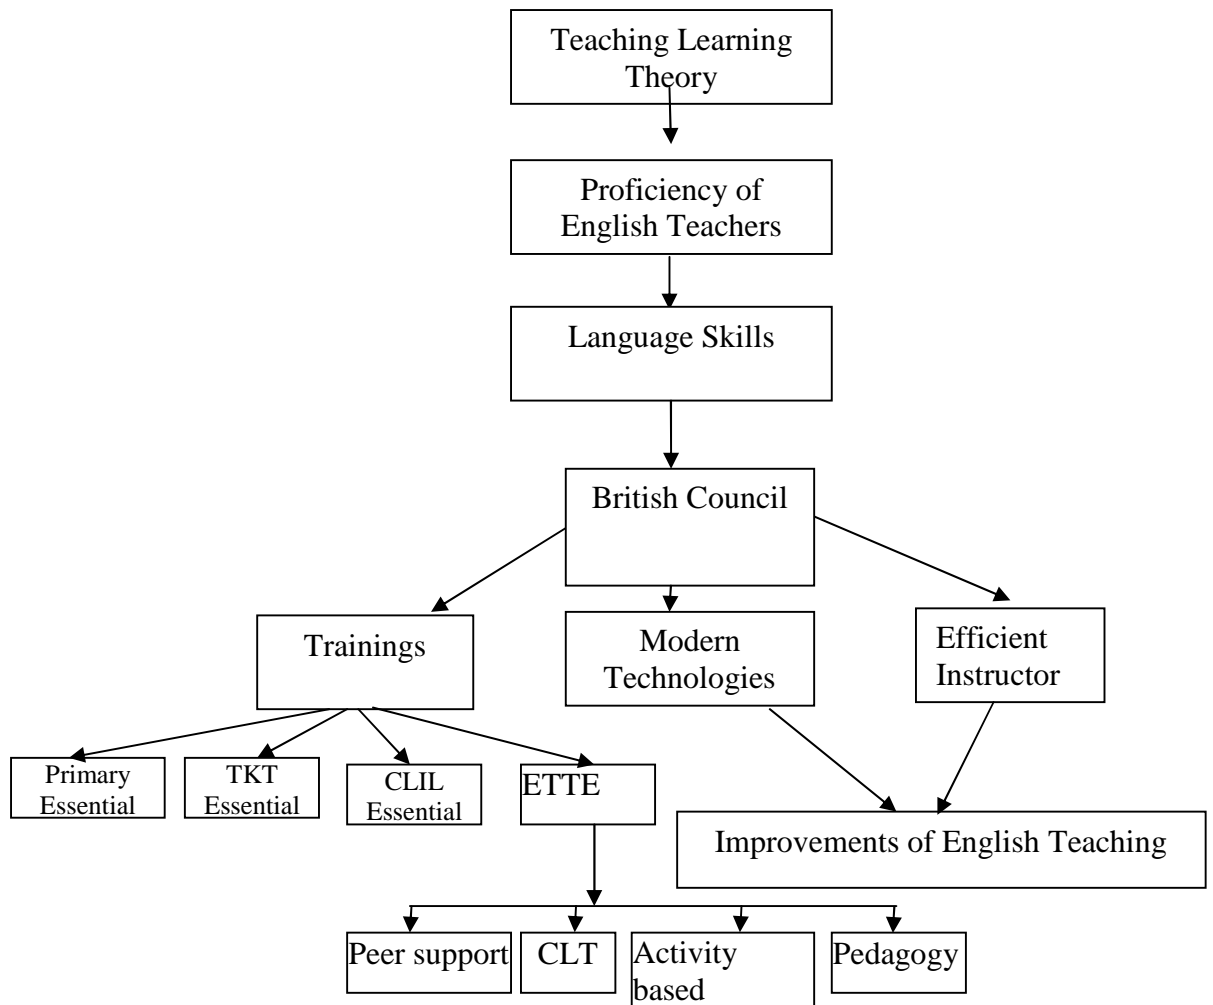 Teaching Learning
Theory
Proficiency of
English Teachers
Language Skills
British Council
Trainings
Modern
Technologies
Efficient
Instructor
Primary
Essential
TKT
Essential
CLIL
Essential
ETTE
Improvements of English Teaching
Peer support
CLT
Activity
based
Pedagogy